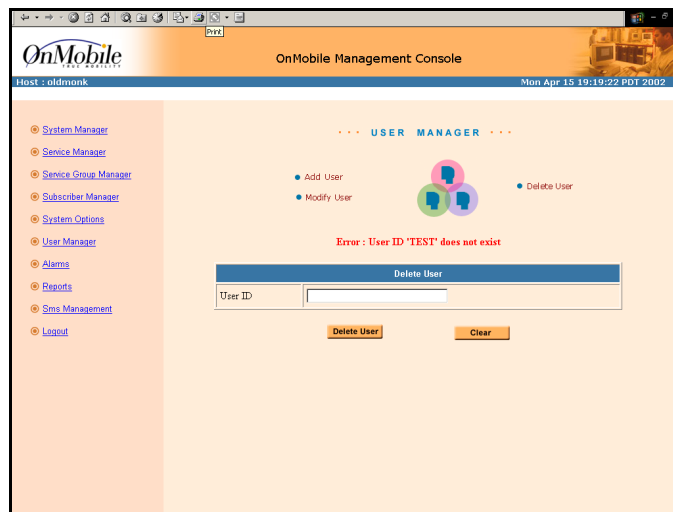 Print
OnMobile
TRUE MOBILITY
OnMobile Management Console
Host : oldmonk
Mon Apr 15 19:19:22 PDT 2002
System Manager
Service Manager
Service Group Manager
Subscriber Manager
System Options
User Manager
Alarms
Reports
Sms Management
Logout
USER MANAGER
Add User
Modify User
Delete User
Error : User ID 'TEST' does not exist
Delete User
User ID
Delete User
Clear